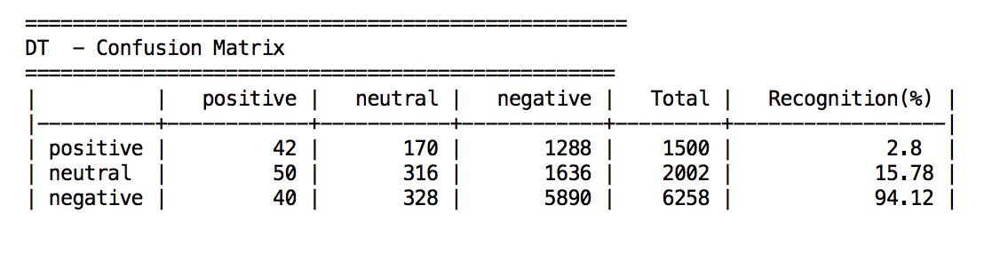 ===================================================
DT  – Confusion Matrix
==================================================
|          |   positive |   neutral |   negative |   Total |   Recognition(%) |
|----------+------------+-----------+------------+---------+------------------|
| positive |         42 |       170 |       1288 |    1500 |             2.8  |
| neutral  |         50 |       316 |       1636 |    2002 |            15.78 |
| negative |         40 |       328 |       5890 |    6258 |            94.12 |